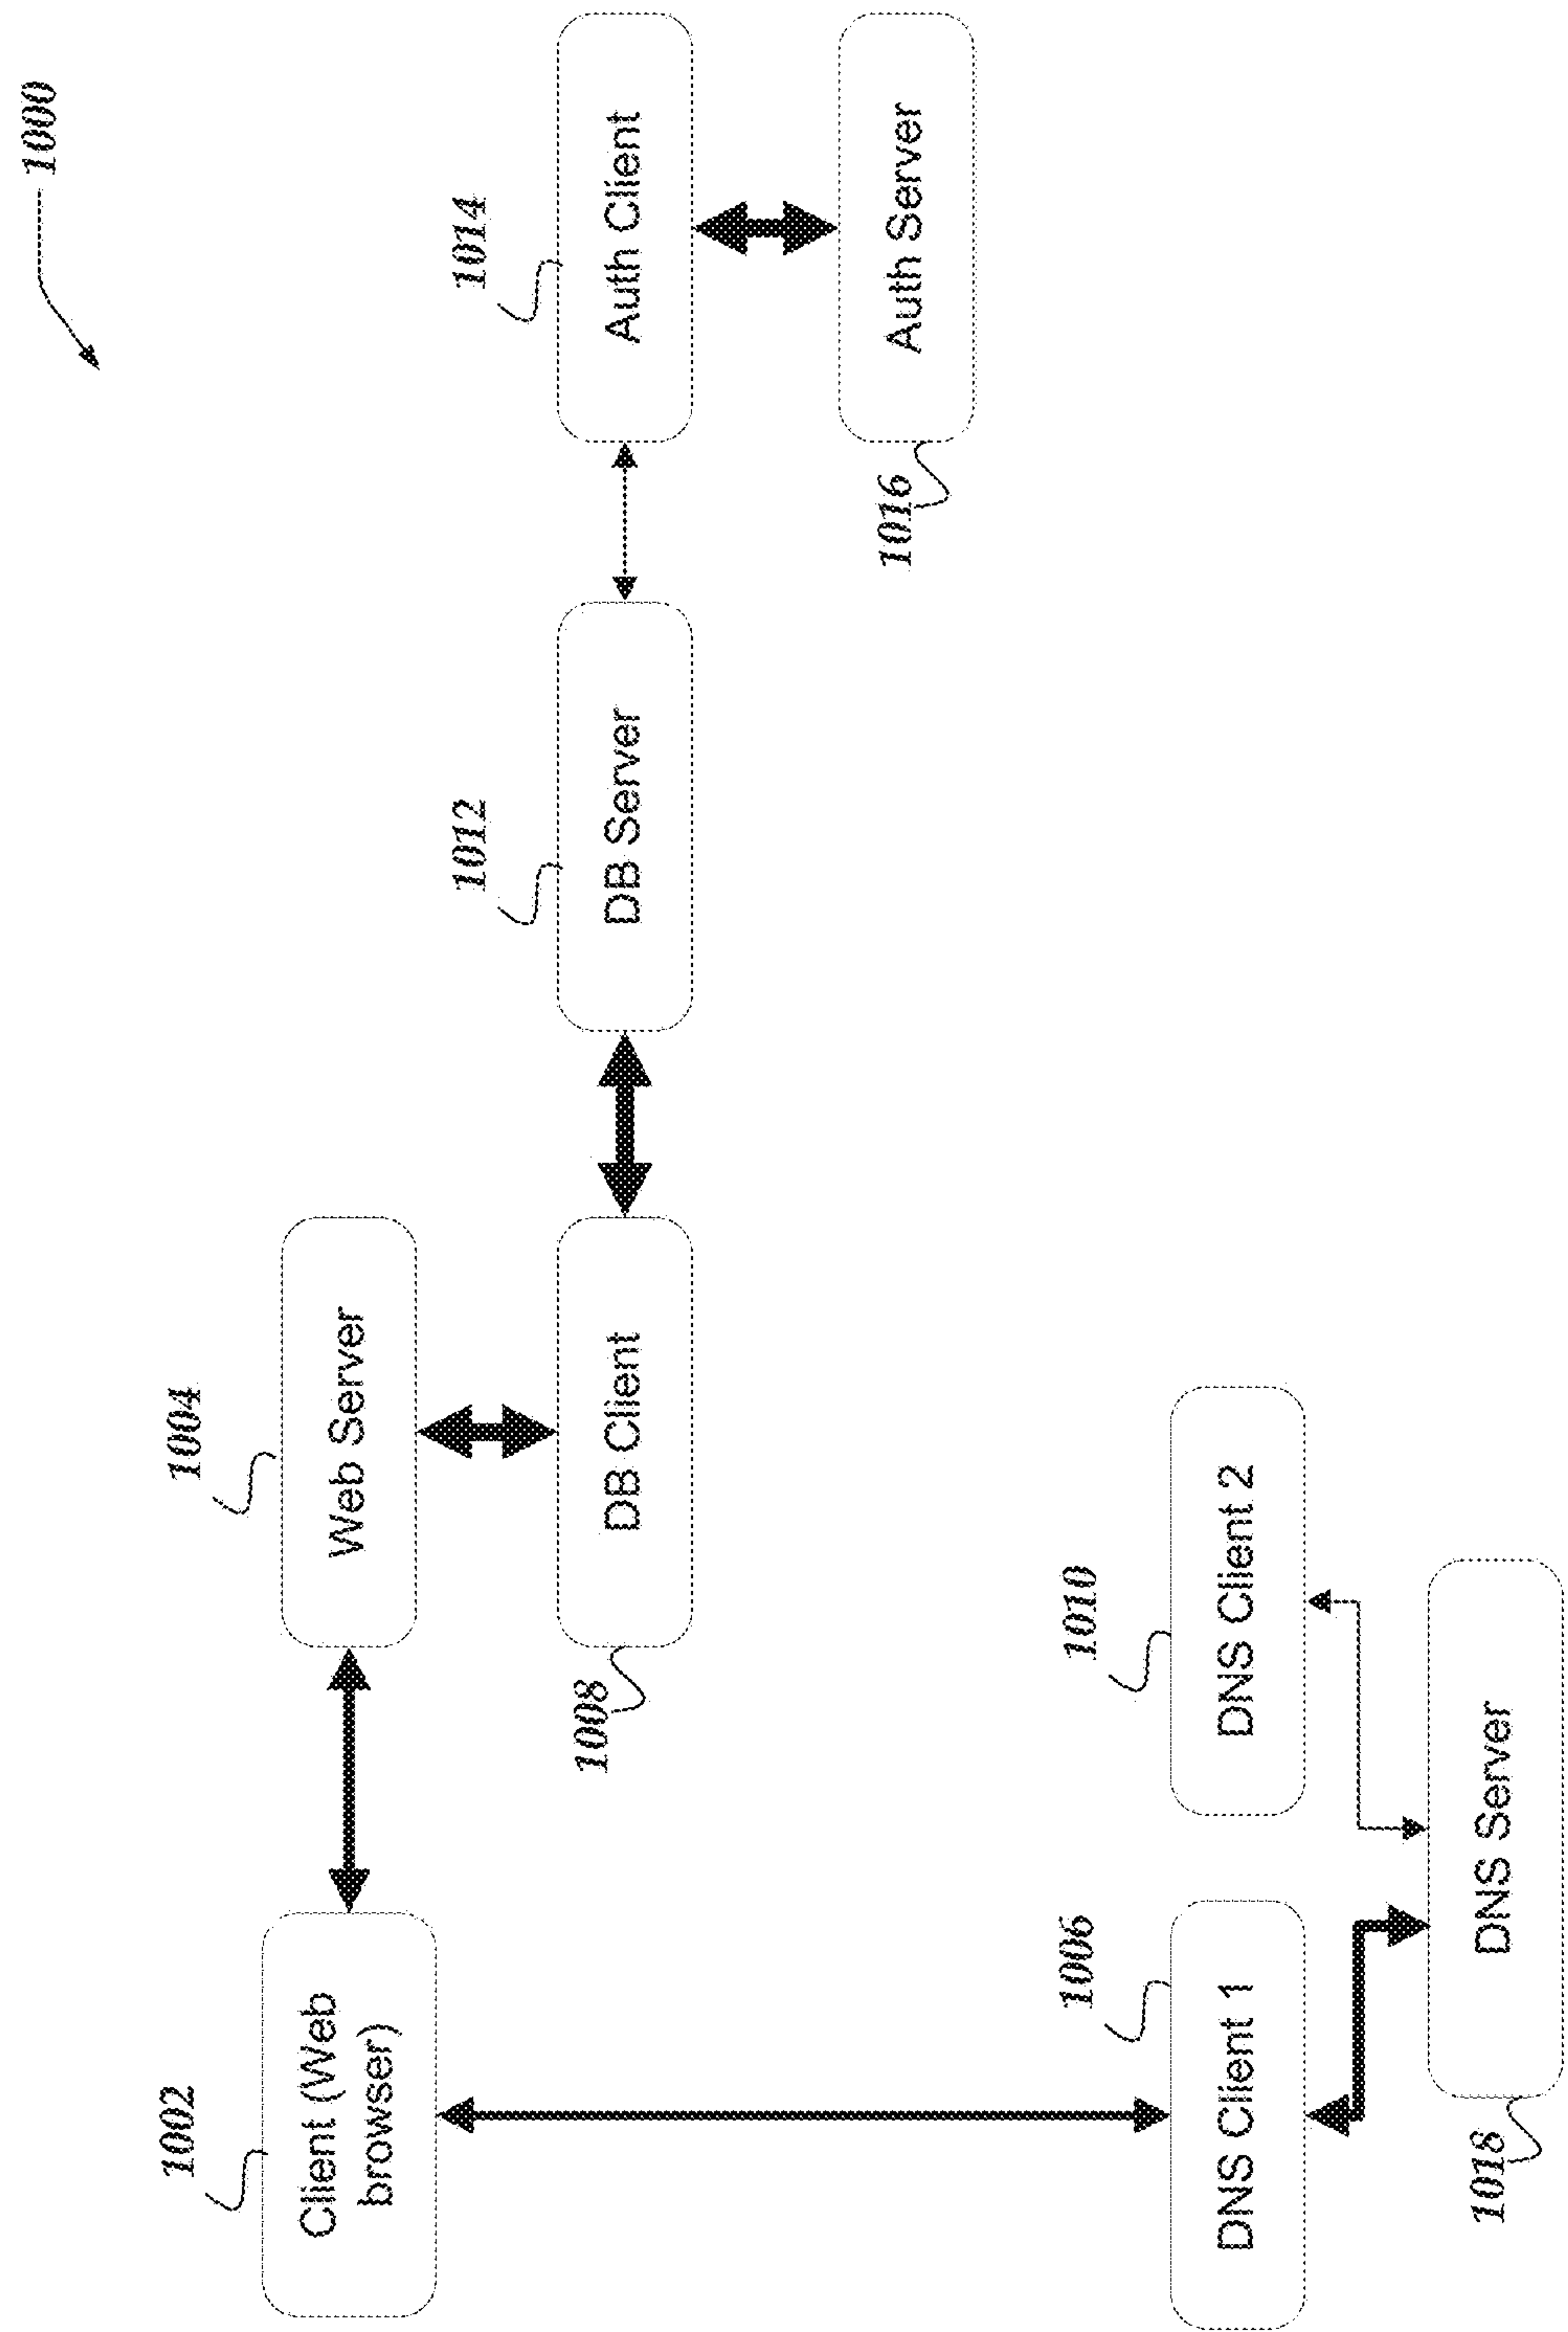 1000
1002
Client (Web
browser)
1004
Web Server
1008
DB Client
1012
DB Server
1014
Auth Client
1016
Auth Server
1006
DNS Client 1
1010
DNS Client 2
1018
DNS Server